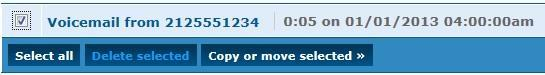 Voicemail from 2125551234 0:05 on 01/01/2013 04:00:00am
Select all Delete selected Copy or move selected »